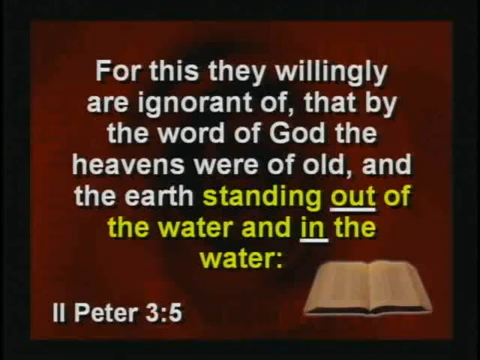 For this they willingly
are ignorant of, that by
the word of God the
heavens were of old, and
the earth standing out of
the water and in the
water:
II Peter 3:5